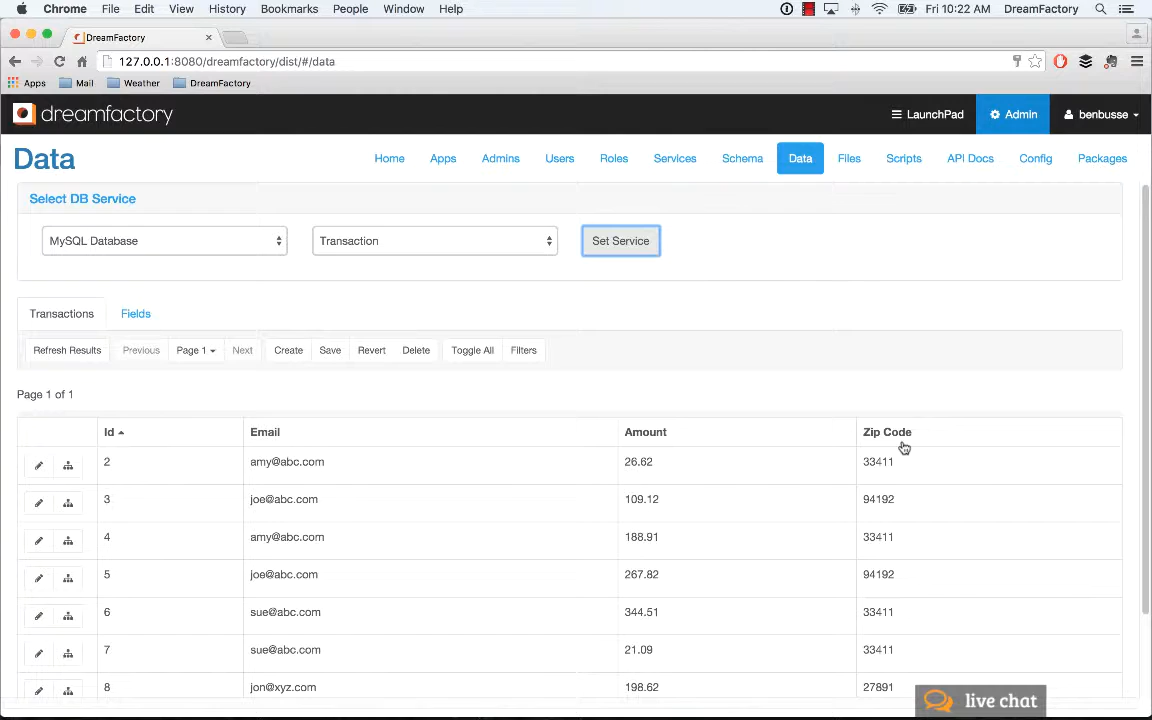 Chrome File Edit View History Bookmarks People Window Help Fri 10:22 AM DreamFactory
DreamFactory
127.0.0.1:8080/dreamfactory/dist/#/data
Apps Mail Weather DreamFactory
dreamfactory LaunchPad Admin benbusse
Data Home Apps Admins Users Roles Services Schema Data Files Scripts API Docs Config Packages
Select DB Service
MySQL Database Transaction Set Service
Transactions Fields
Refresh Results Previous Page 1 Next Create Save Revert Delete Toggle All Filters
Page 1 of 1
Id Email Amount Zip Code
2 amy@abc.com 26.62 33411
3 joe@abc.com 109.12 94192
4 amy@abc.com 188.91 33411
5 joe@abc.com 267.82 94192
6 sue@abc.com 344.51 33411
7 sue@abc.com 21.09 33411
8 jon@xyz.com 198.62 27891
live chat